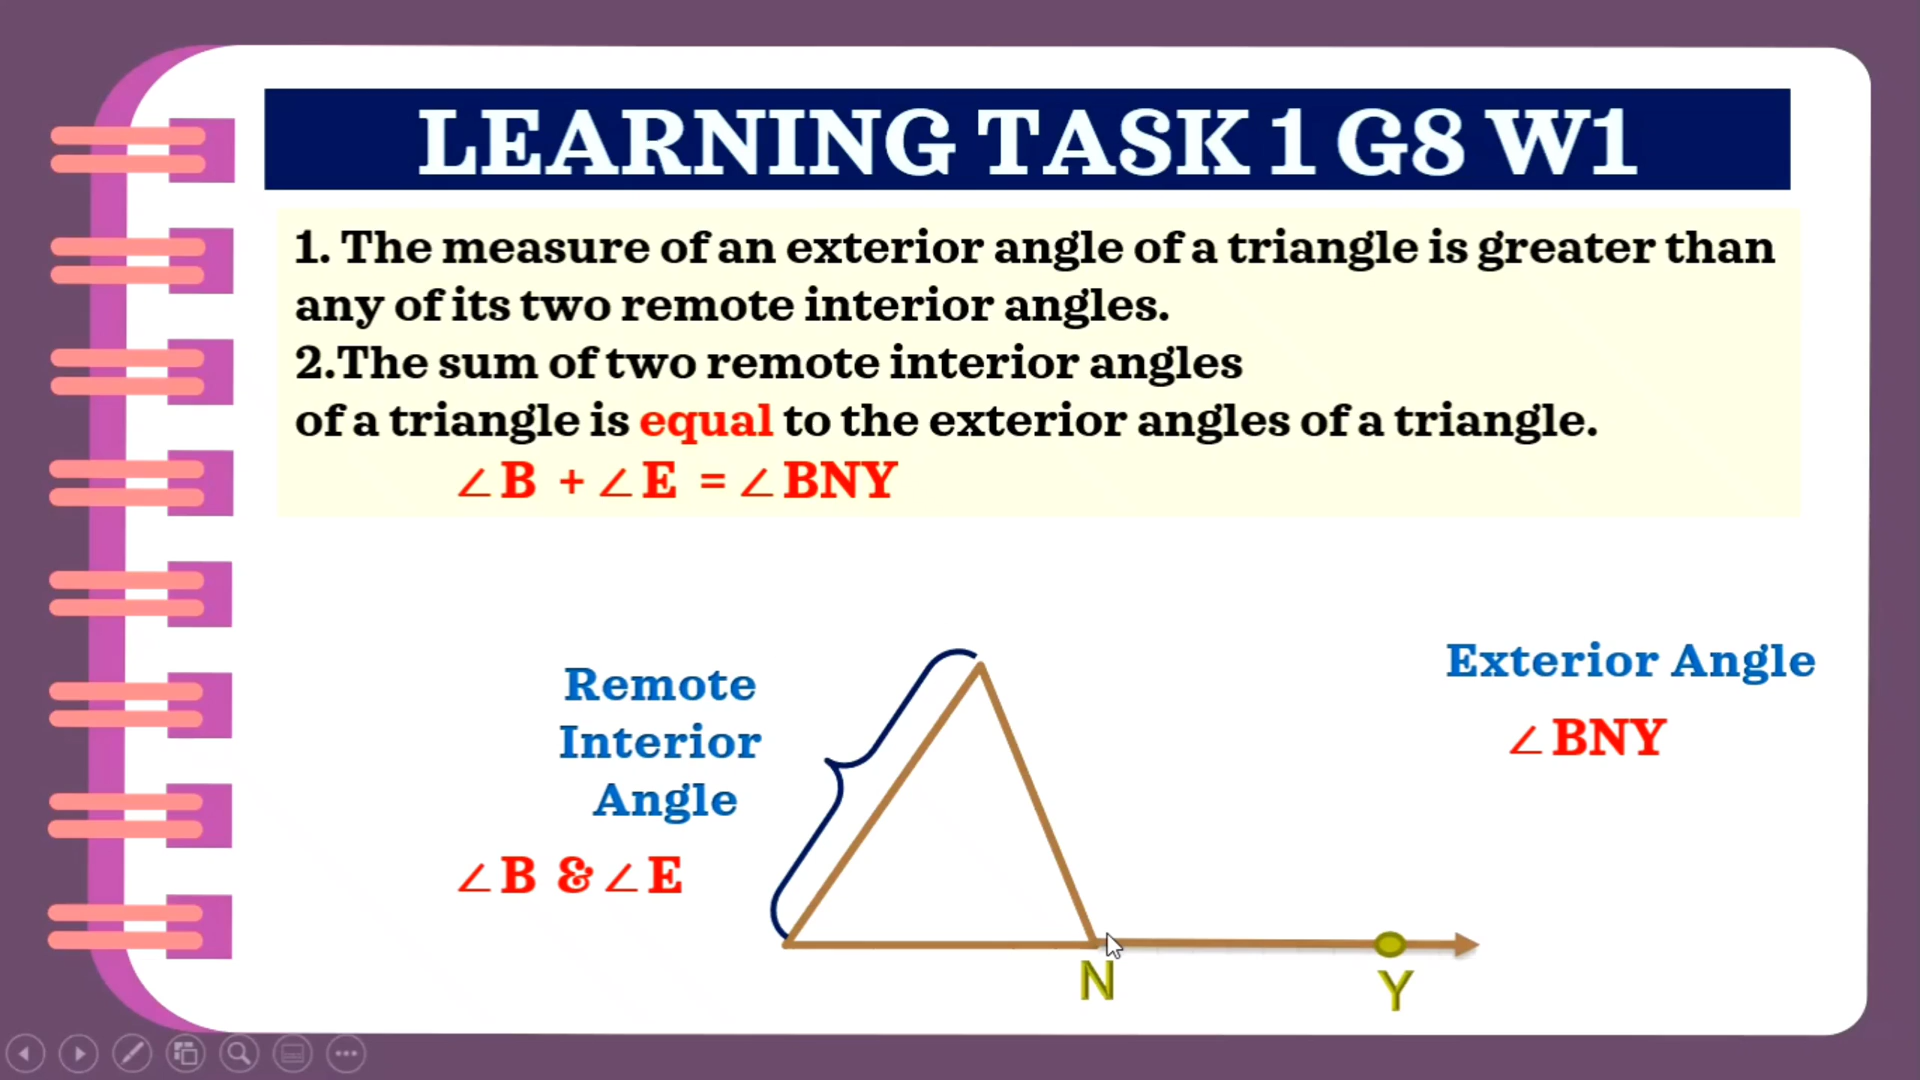 LEARNING TASK 1 G8 W1
1. The measure of an exterior angle of a triangle is greater than
any of its two remote interior angles.
2.The sum of two remote interior angles
of a triangle is equal to the exterior angles of a triangle.
∠B + ∠E = ∠BNY
Remote
Interior
Angle
∠B & ∠E
Exterior Angle
∠BNY
N
Y